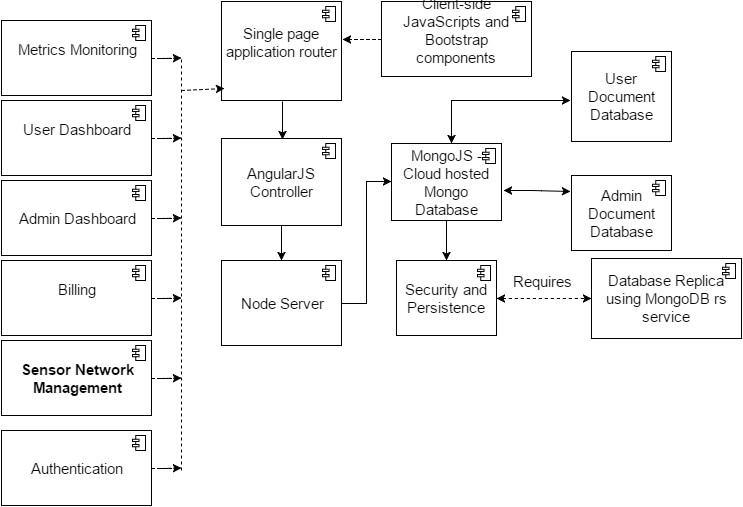 Metrics Monitoring
User Dashboard
Admin Dashboard
Billing
Sensor Network
Management
Authentication
Single page
application router
Client-side
JavaScripts and
Bootstrap
components
AngularJS
Controller
Node Server
MongoJS -
Cloud hosted
Mongo
Database
User
Document
Database
Admin
Document
Database
Security and
Persistence
Requires
Database Replica
using MongoDB rs
service